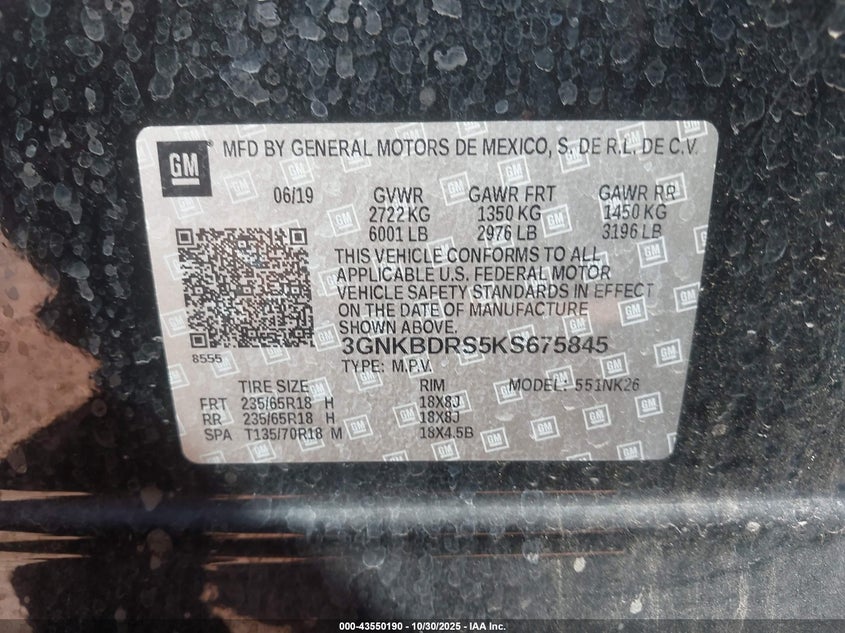 GM
MFD BY GENERAL MOTORS DE MEXICO, S. DE R.L. DE C.V.
06/19 GVWR GAWR FRT GAWR RR
2722 KG 1350 KG 1450 KG
6001 LB 2976 LB 3196 LB
THIS VEHICLE CONFORMS TO ALL
APPLICABLE U.S. FEDERAL MOTOR
VEHICLE SAFETY STANDARDS IN EFFECT
ON THE DATE OF MANUFACTURE
SHOWN ABOVE.
8555
3GNKBDRS5KS675845
TYPE: M.P.V.
TIRE SIZE RIM MODEL: 551NK26
FRT 235/65R18 H 18X8J
RR 235/65R18 H 18X8J
SPA T135/70R18 M 18X4.5B
000-43550190 - 10/30/2025 - IAA Inc.